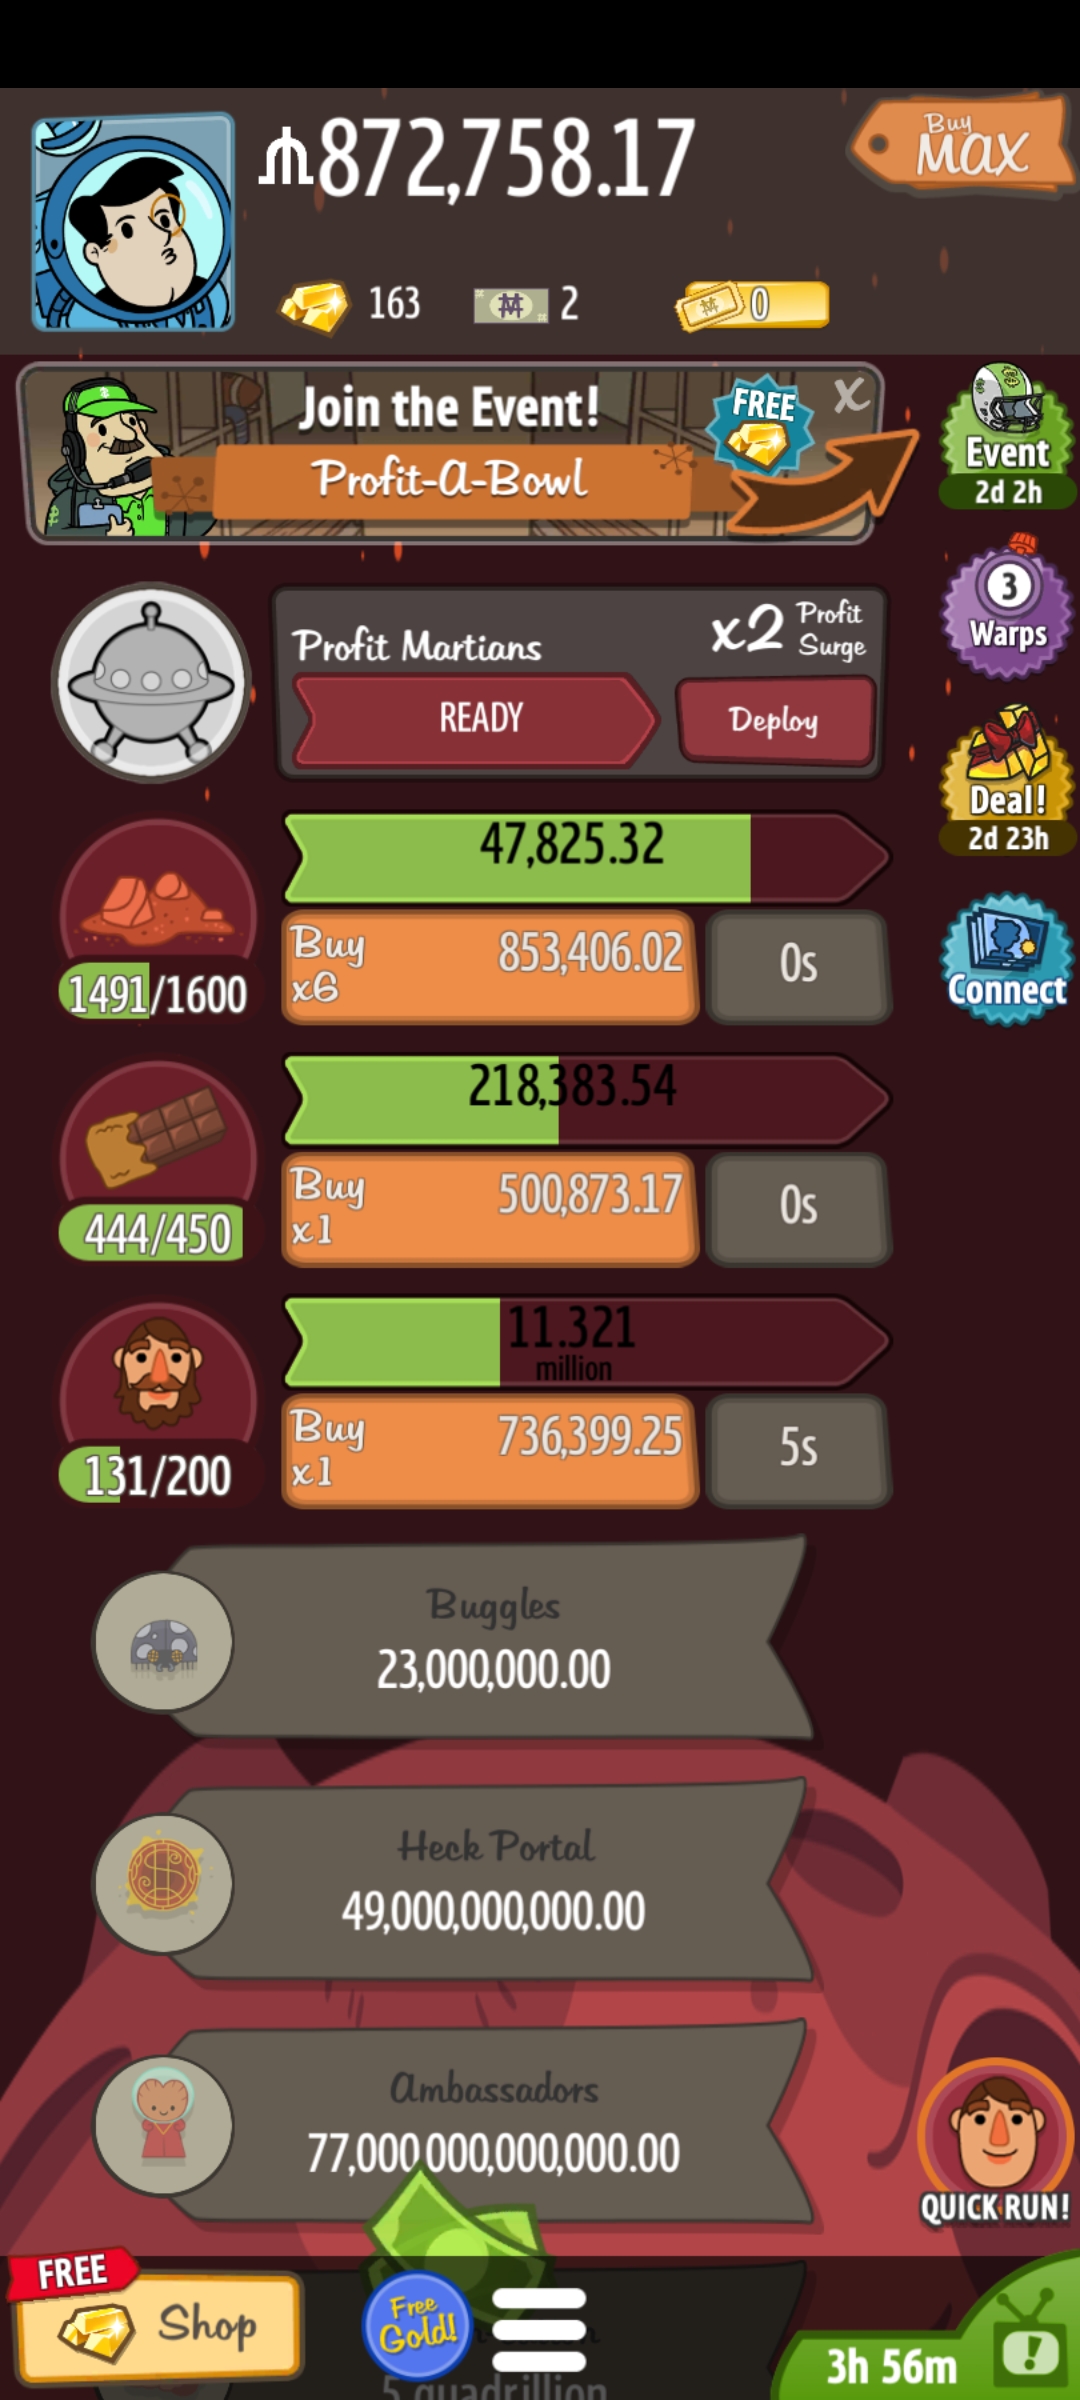 872,758.17
Buy
MAX
163
2
0
Join the Event!
FREE
X
Profit-A-Bowl
Event
2d 2h
3
Warps
Profit Martians
x2 Profit Surge
READY
Deploy
Deal!
2d 23h
47,825.32
Buy x6
853,406.02
0s
1491/1600
Connect
218,383.54
Buy x1
500,873.17
0s
444/450
11.321
million
Buy x1
736,399.25
5s
131/200
Buggles
23,000,000.00
Heck Portal
49,000,000,000.00
Ambassadors
77,000,000,000,000.00
QUICK RUN!
FREE
Shop
Free
Gold!
3h 56m
!
5 quadrillion